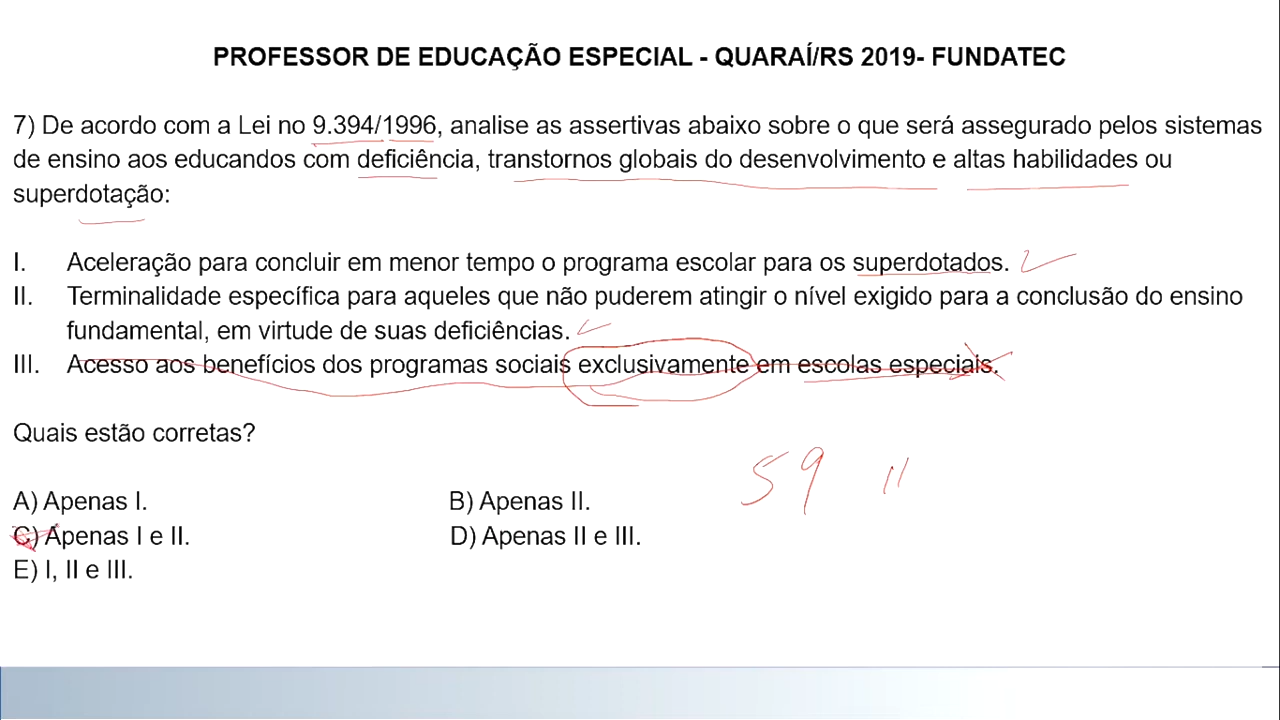 PROFESSOR DE EDUCAÇÃO ESPECIAL - QUARAÍ/RS 2019- FUNDATEC
7) De acordo com a Lei no 9.394/1996, analise as assertivas abaixo sobre o que será assegurado pelos sistemas
de ensino aos educandos com deficiência, transtornos globais do desenvolvimento e altas habilidades ou
superdotação:
I. Aceleração para concluir em menor tempo o programa escolar para os superdotados.
II. Terminalidade específica para aqueles que não puderem atingir o nível exigido para a conclusão do ensino
fundamental, em virtude de suas deficiências.
III. Acesso aos benefícios dos programas sociais exclusivamente em escolas especiais.
Quais estão corretas?
59 II
A) Apenas I. B) Apenas II.
C) Apenas I e II. D) Apenas II e III.
E) I, II e III.